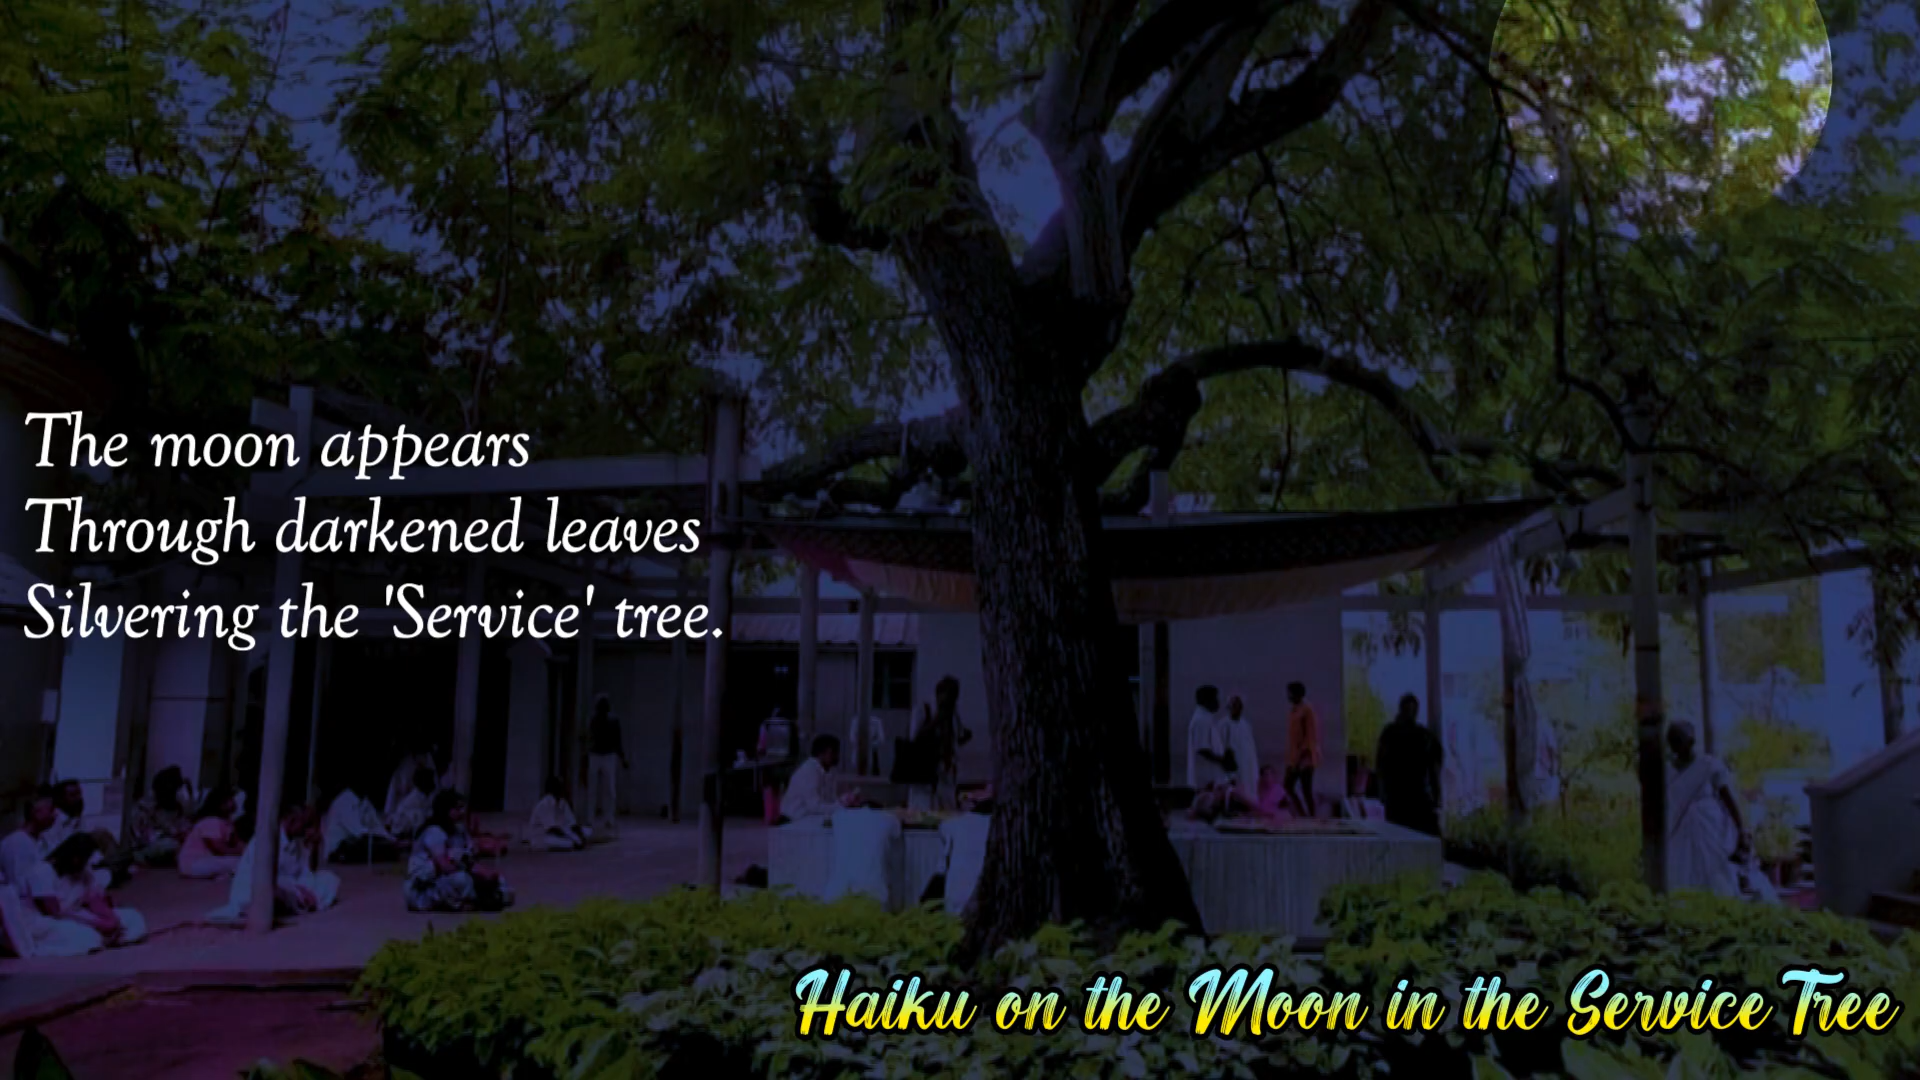 The moon appears
Through darkened leaves
Silvering the 'Service' tree.
Haiku on the Moon in the Service Tree